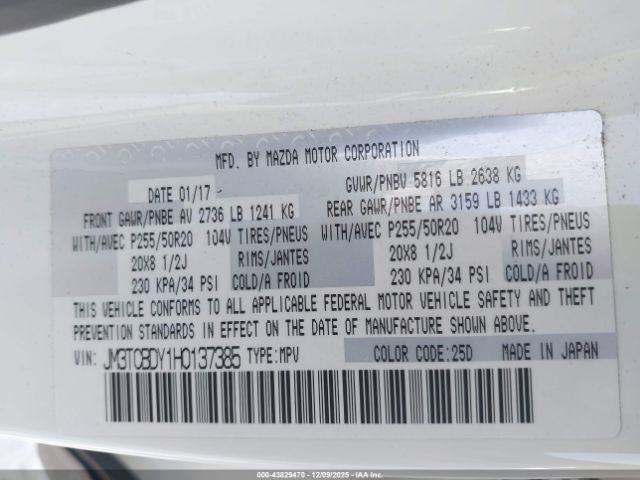 MFD. BY MAZDA MOTOR CORPORATION
DATE 01/17 GVWR/PNBV 5816 LB 2638 KG
FRONT GAWR/PNBE AV 2736 LB 1241 KG REAR GAWR/PNBE AR 3159 LB 1433 KG
WITH/AVEC P255/50R20 104V TIRES/PNEUS WITH/AVEC P255/50R20 104V TIRES/PNEUS
20X8 1/2J RIMS/JANTES 20X8 1/2J RIMS/JANTES
230 KPA/34 PSI COLD/A FROID 230 KPA/34 PSI COLD/A FROID
THIS VEHICLE CONFORMS TO ALL APPLICABLE FEDERAL MOTOR VEHICLE SAFETY AND THEFT
PREVENTION STANDARDS IN EFFECT ON THE DATE OF MANUFACTURE SHOWN ABOVE.
VIN: JM3TCBDY1H0137385 TYPE:MPV COLOR CODE:25D MADE IN JAPAN
000-43829470 - 12/09/2025 - IAA Inc.